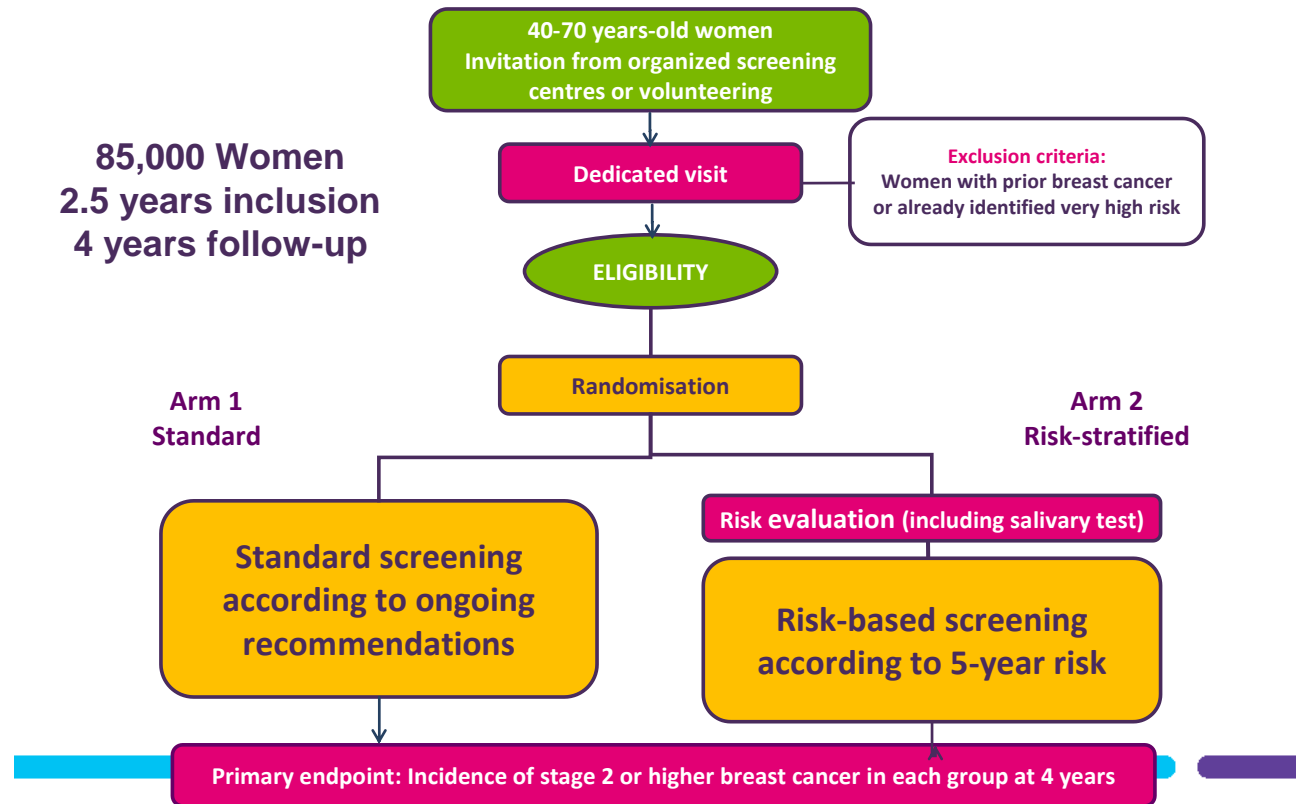 40-70 years-old women
Invitation from organized screening
centres or volunteering
85,000 Women
2.5 years inclusion
4 years follow-up
Dedicated visit
Exclusion criteria:
Women with prior breast cancer
or already identified very high risk
ELIGIBILITY
Randomisation
Arm 1
Standard
Arm 2
Risk-stratified
Standard screening
according to ongoing
recommendations
Risk evaluation (including salivary test)
Risk-based screening
according to 5-year risk
Primary endpoint: Incidence of stage 2 or higher breast cancer in each group at 4 years